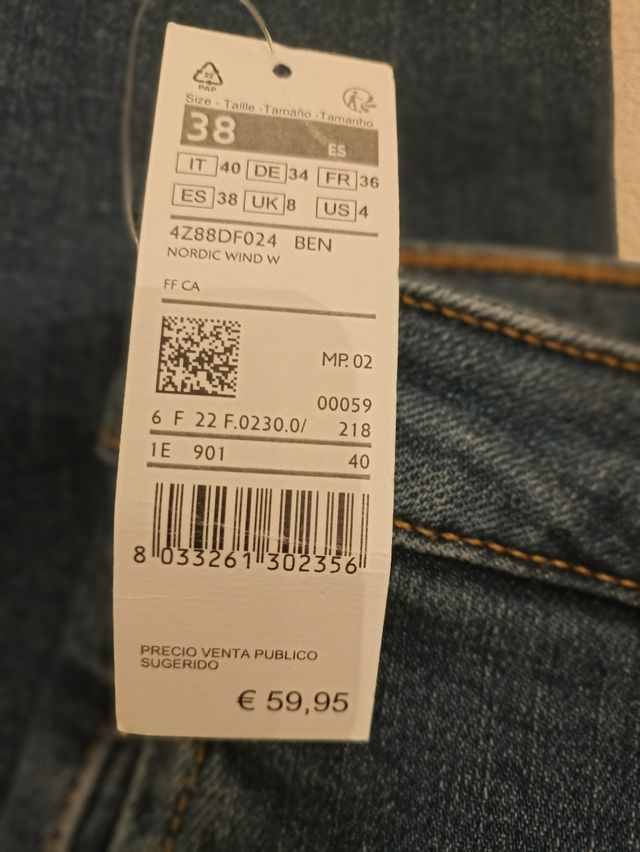 22
PAP
Size - Taille -Tamaño -Tamanho
38 ES
IT 40 DE 34 FR 36
ES 38 UK 8 US 4
4Z88DF024 BEN
NORDIC WIND W
FF CA
MP. 02
00059
6 F 22 F.0230.0/ 218
1E 901 40
8 033261 302356
PRECIO VENTA PUBLICO
SUGERIDO
€ 59,95